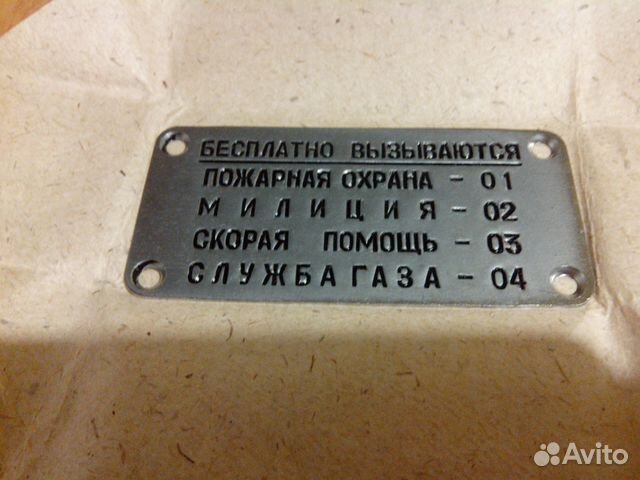 БЕСПЛАТНО ВЫЗЫВАЮТСЯ
ПОЖАРНАЯ ОХРАНА - 01
МИЛИЦИЯ - 02
СКОРАЯ ПОМОЩЬ - 03
СЛУЖБА ГАЗА - 04
Avito